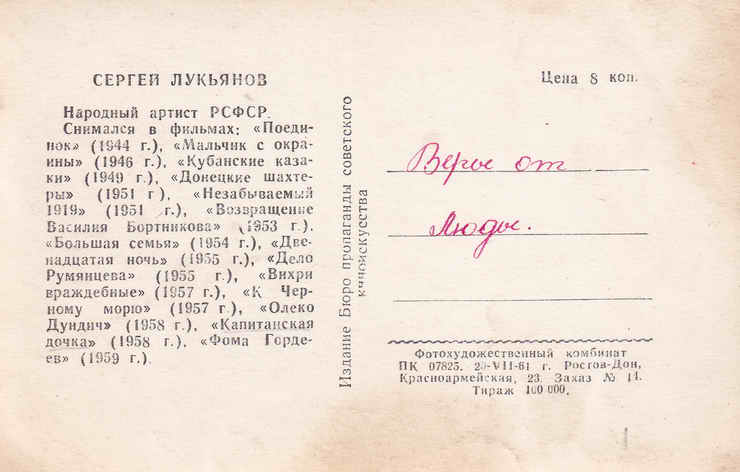 СЕРГЕЙ ЛУКЬЯНОВ
Народный артист РСФСР.
Снимался в фильмах: «Поеди-
нок» (1944 г.), «Мальчик с окра-
ины» (1946 г.), «Кубанские каза-
ки» (1949 г.), «Донецкие шахте-
ры» (1951 г), «Незабываемый
1919» (1951 г.), «Возвращение
Василия Бортникова» (1953 г.).
«Большая семья» (1954 г.), «Две-
надцатая ночь» (1955 г.), «Дело
Румянцева» (1955 г.), «Вихри
враждебные» (1957 г.), «К Чер-
ному морю» (1957 г.), «Олеко
Дундич» (1958 г.), «Капитанская
дочка» (1958 г.), «Фома Горде-
ев» (1959 г.).
Издание Бюро пропаганды советского
киноискусства
Цена 8 коп.
Вере от
Люды.
Фотохудожественный комбинат
ПК 07825. 20-VII-61 г. Ростов-Дон,
Красноармейская, 23. Заказ № 14.
Тираж 100 000.